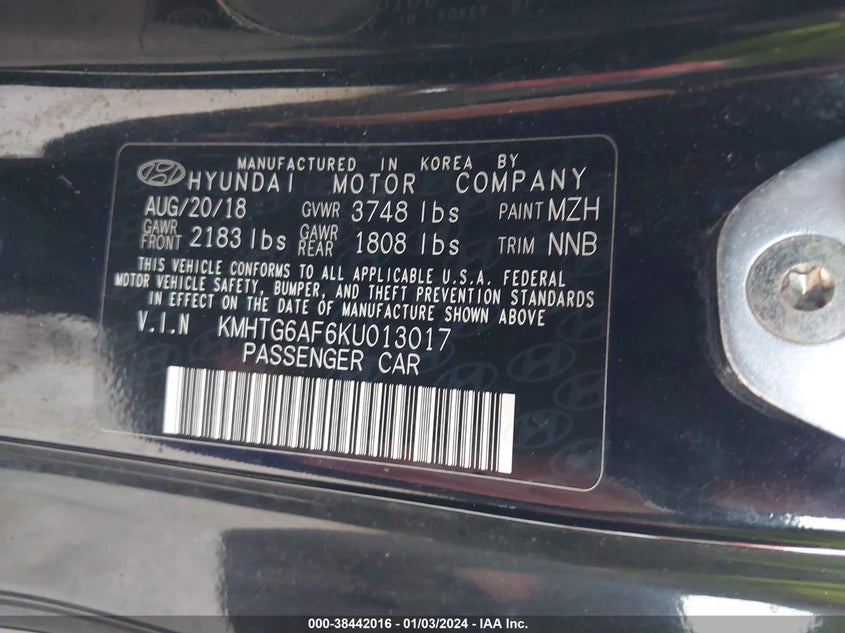 MANUFACTURED IN KOREA BY
HYUNDAI MOTOR COMPANY
AUG/20/18 GVWR 3748 lbs PAINT MZH
GAWR FRONT 2183 lbs GAWR REAR 1808 lbs TRIM NNB
THIS VEHICLE CONFORMS TO ALL APPLICABLE U.S.A. FEDERAL
MOTOR VEHICLE SAFETY, BUMPER, AND THEFT PREVENTION STANDARDS
IN EFFECT ON THE DATE OF MANUFACTURE SHOWN ABOVE
V.I.N KMHTG6AF6KU013017
PASSENGER CAR
000-38442016 - 01/03/2024 - IAA Inc.